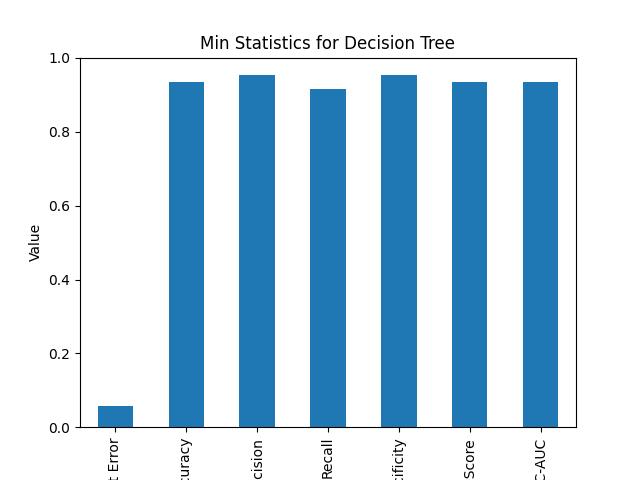 Min Statistics for Decision Tree
1.0
0.8
0.6
0.4
0.2
0.0
Value
t Error
curacy
cision
Recall
cificity
Score
C-AUC